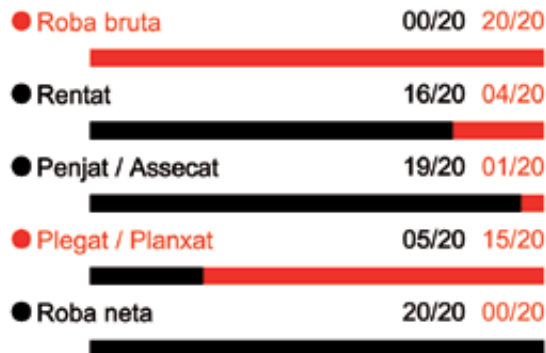 Roba bruta 00/20 20/20
Rentat 16/20 04/20
Penjat / Assecat 19/20 01/20
Plegat / Planxat 05/20 15/20
Roba neta 20/20 00/20